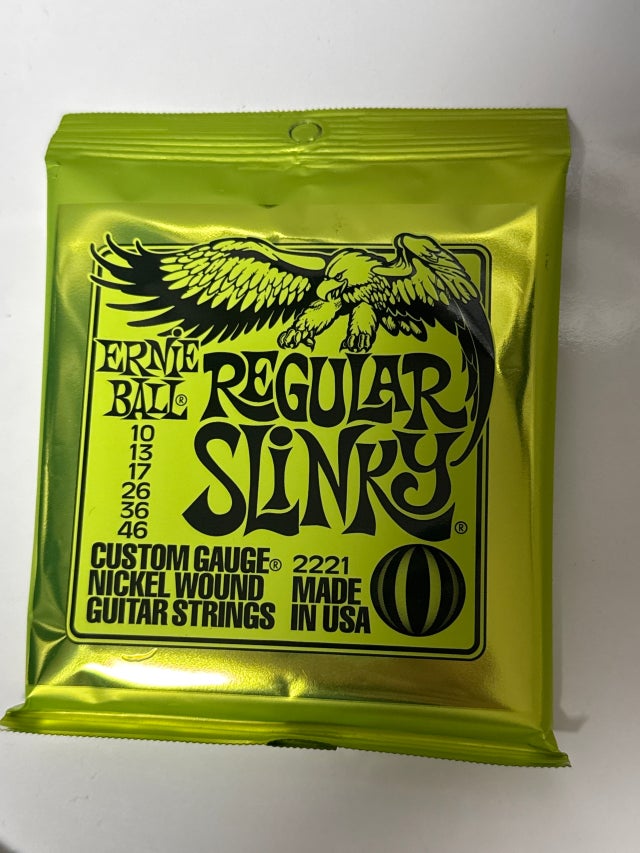 ERNIE
BALL®
REGULAR
SLINKY®
10
13
17
26
36
46
CUSTOM GAUGE®
NICKEL WOUND
GUITAR STRINGS
2221
MADE
IN USA